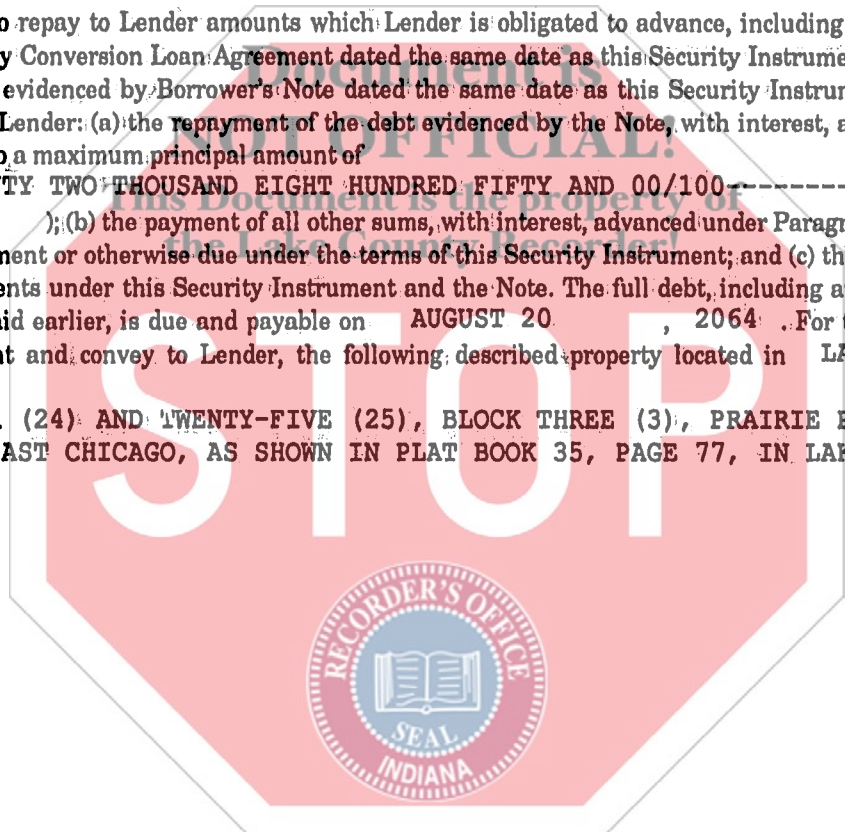 o repay to Lender amounts which Lender is obligated to advance, including
y Conversion Loan Agreement dated the same date as this Security Instrume
evidenced by Borrower's Note dated the same date as this Security Instrum
Lender: (a) the repayment of the debt evidenced by the Note, with interest, a
o a maximum principal amount of
TY TWO THOUSAND EIGHT HUNDRED FIFTY AND 00/100----------
); (b) the payment of all other sums, with interest, advanced under Paragr
ment or otherwise due under the terms of this Security Instrument; and (c) th
ents under this Security Instrument and the Note. The full debt, including a
id earlier, is due and payable on AUGUST 20 , 2064 . For t
t and convey to Lender, the following described property located in LA
(24) AND TWENTY-FIVE (25), BLOCK THREE (3), PRAIRIE P
AST CHICAGO, AS SHOWN IN PLAT BOOK 35, PAGE 77, IN LAK
Document is
NOT OFFICIAL!
This Document is the property of
the Lake County Recorder!
STOP
RECORDER'S OFFICE
SEAL
INDIANA